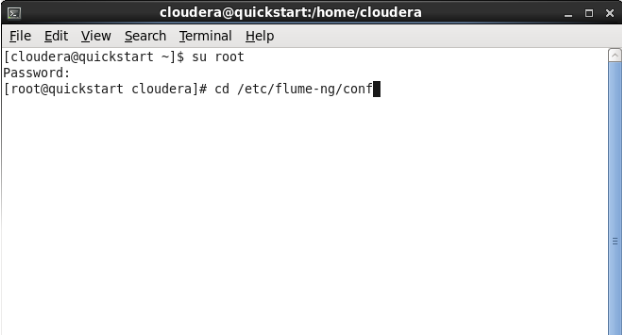 cloudera@quickstart:/home/cloudera
File Edit View Search Terminal Help
[cloudera@quickstart ~]$ su root
Password:
[root@quickstart cloudera]# cd /etc/flume-ng/conf